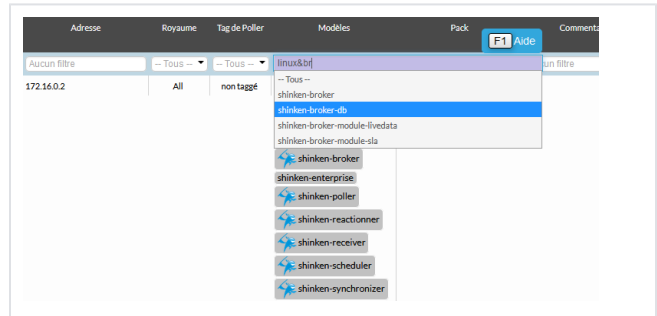 Adresse Royaume Tag de Poller Modèles Pack Commenta
F1 Aide
Aucun filtre -- Tous -- -- Tous -- linux&br un filtre
172.16.0.2 All non taggé
-- Tous --
shinken-broker
shinken-broker-db
shinken-broker-module-livedata
shinken-broker-module-sla
shinken-broker
shinken-enterprise
shinken-poller
shinken-reactionner
shinken-receiver
shinken-scheduler
shinken-synchronizer